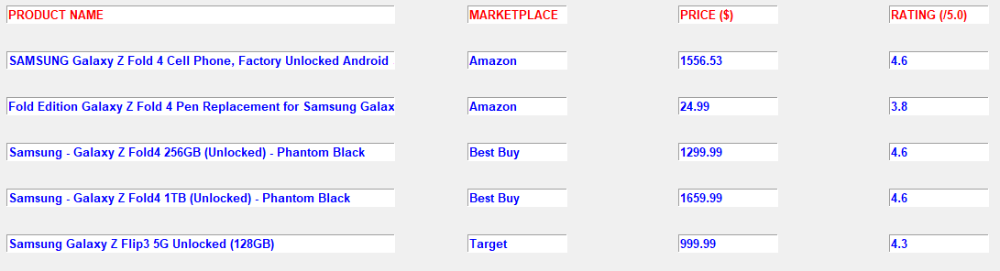 PRODUCT NAME MARKETPLACE PRICE ($) RATING (/5.0)
SAMSUNG Galaxy Z Fold 4 Cell Phone, Factory Unlocked Android Amazon 1556.53 4.6
Fold Edition Galaxy Z Fold 4 Pen Replacement for Samsung Galax Amazon 24.99 3.8
Samsung - Galaxy Z Fold4 256GB (Unlocked) - Phantom Black Best Buy 1299.99 4.6
Samsung - Galaxy Z Fold4 1TB (Unlocked) - Phantom Black Best Buy 1659.99 4.6
Samsung Galaxy Z Flip3 5G Unlocked (128GB) Target 999.99 4.3